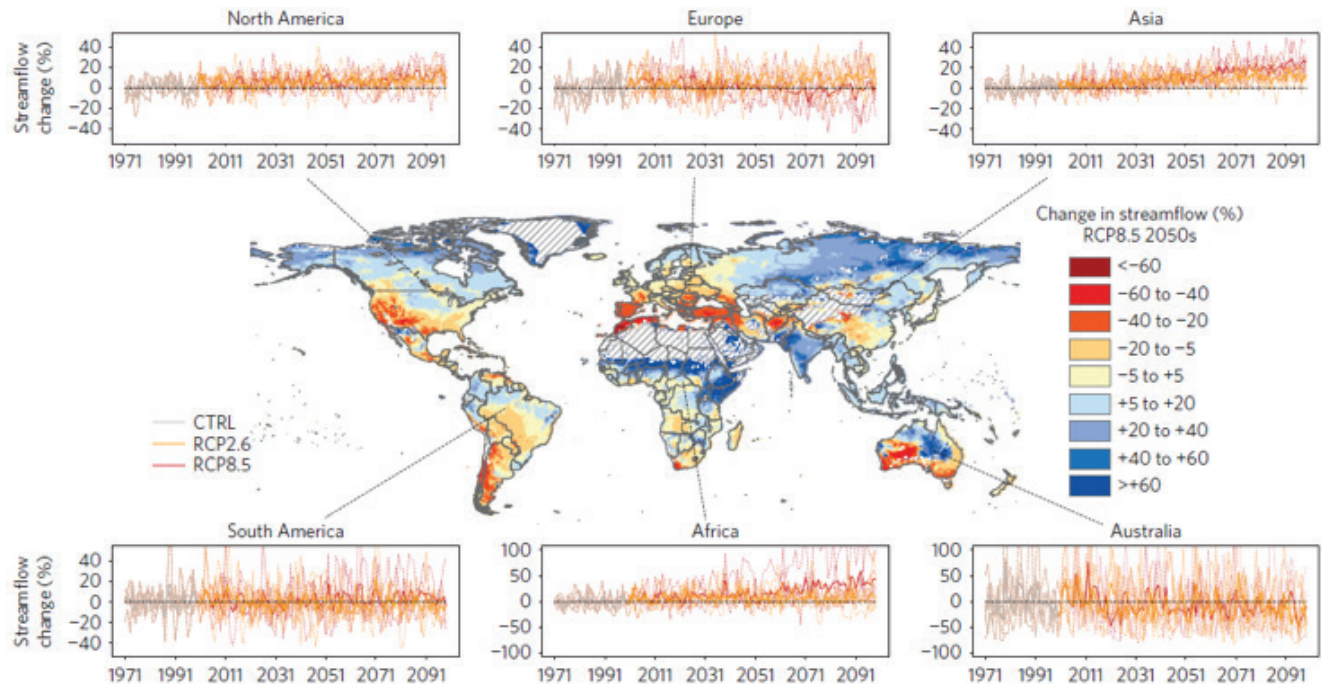 North America
Europe
Asia
Streamflow
change (%)
40
20
0
−20
−40
40
20
0
−20
−40
40
20
0
−20
−40
1971 1991 2011 2031 2051 2071 2091
1971 1991 2011 2031 2051 2071 2091
1971 1991 2011 2031 2051 2071 2091
Change in streamflow (%)
RCP8.5 2050s
<−60
−60 to −40
−40 to −20
−20 to −5
−5 to +5
+5 to +20
+20 to +40
+40 to +60
>+60
CTRL
RCP2.6
RCP8.5
South America
Africa
Australia
Streamflow
change (%)
40
20
0
−20
−40
100
50
0
−50
−100
100
50
0
−50
−100
1971 1991 2011 2031 2051 2071 2091
1971 1991 2011 2031 2051 2071 2091
1971 1991 2011 2031 2051 2071 2091